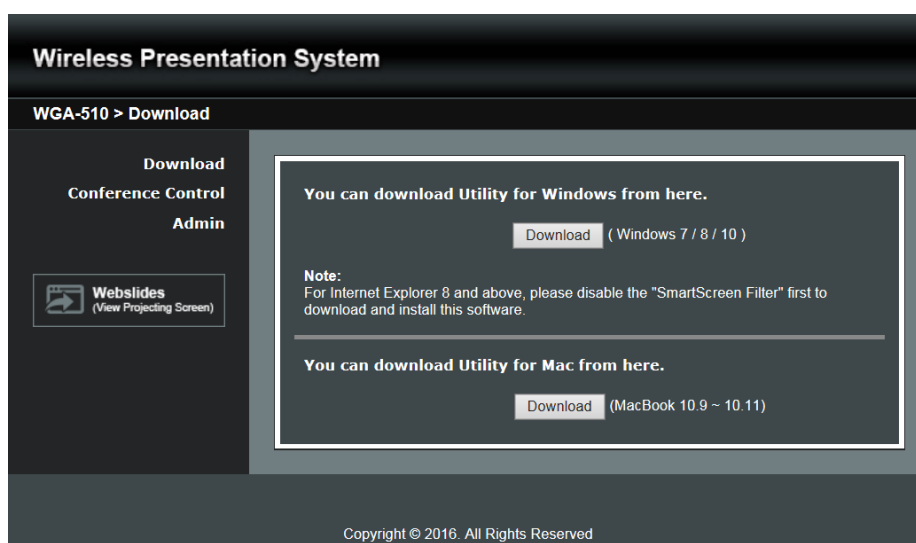 Wireless Presentation System
WGA-510 > Download
Download
Conference Control
Admin
Webslides
(View Projecting Screen)
You can download Utility for Windows from here.
Download ( Windows 7 / 8 / 10 )
Note:
For Internet Explorer 8 and above, please disable the "SmartScreen Filter" first to
download and install this software.
You can download Utility for Mac from here.
Download (MacBook 10.9 ~ 10.11)
Copyright © 2016. All Rights Reserved